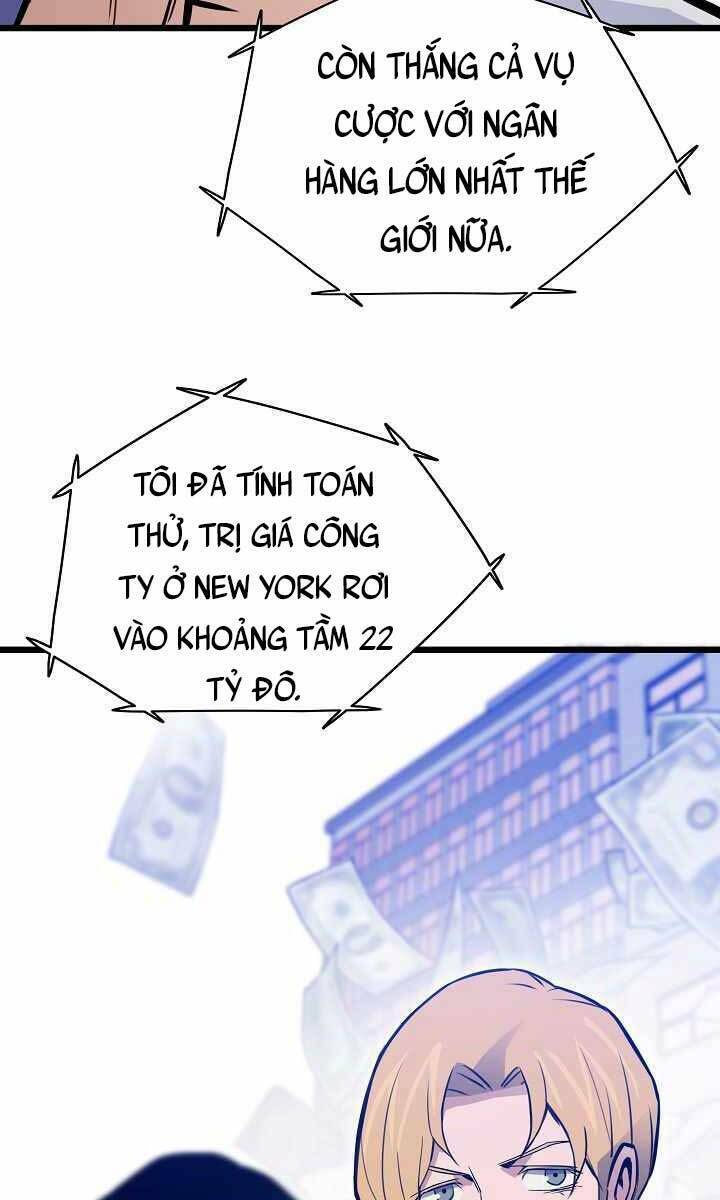 CÒN THẮNG CẢ VỤ
CƯỢC VỚI NGÂN
HÀNG LỚN NHẤT THẾ
GIỚI NỮA.
TÔI ĐÃ TÍNH TOÁN
THỬ, TRỊ GIÁ CÔNG
TY Ở NEW YORK RƠI
VÀO KHOẢNG TẦM 22
TỶ ĐÔ.